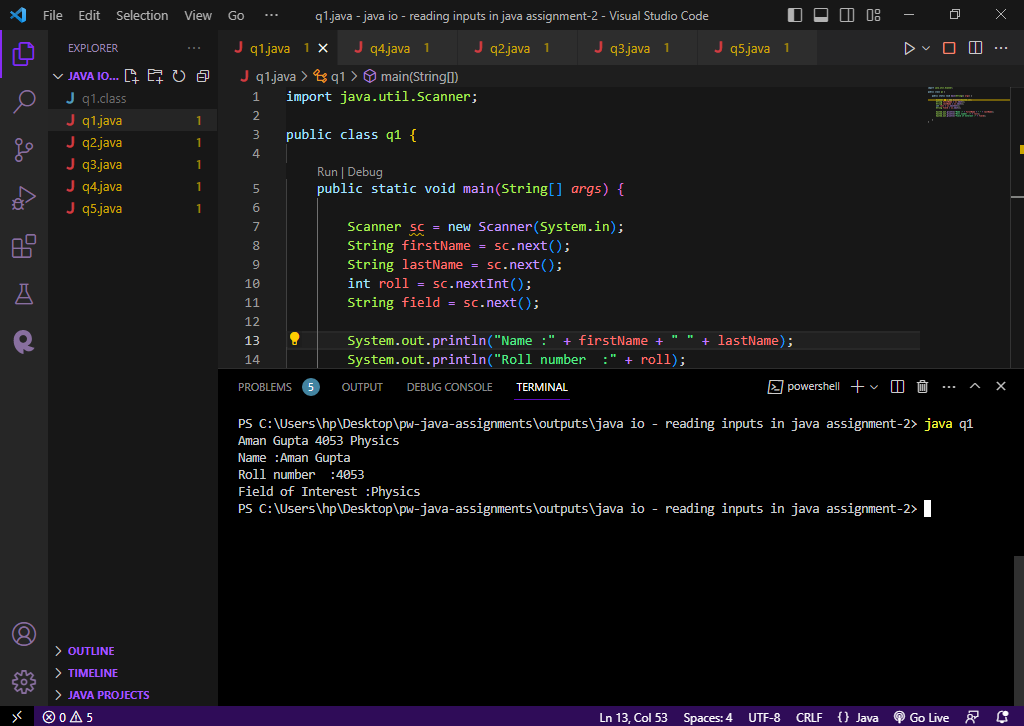 File Edit Selection View Go ··· q1.java - java io - reading inputs in java assignment-2 - Visual Studio Code
EXPLORER ···
JAVA IO...
q1.class
q1.java 1
q2.java 1
q3.java 1
q4.java 1
q5.java 1
OUTLINE
TIMELINE
JAVA PROJECTS
q1.java 1 q4.java 1 q2.java 1 q3.java 1 q5.java 1
q1.java > q1 > main(String[])
1 import java.util.Scanner;
2
3 public class q1 {
4
Run | Debug
5 public static void main(String[] args) {
6
7 Scanner sc = new Scanner(System.in);
8 String firstName = sc.next();
9 String lastName = sc.next();
10 int roll = sc.nextInt();
11 String field = sc.next();
12
13 System.out.println("Name :" + firstName + " " + lastName);
14 System.out.println("Roll number  :" + roll);
PROBLEMS 5 OUTPUT DEBUG CONSOLE TERMINAL powershell
PS C:\Users\hp\Desktop\pw-java-assignments\outputs\java io - reading inputs in java assignment-2> java q1
Aman Gupta 4053 Physics
Name :Aman Gupta
Roll number  :4053
Field of Interest :Physics
PS C:\Users\hp\Desktop\pw-java-assignments\outputs\java io - reading inputs in java assignment-2>
0 5 Ln 13, Col 53 Spaces: 4 UTF-8 CRLF {} Java Go Live